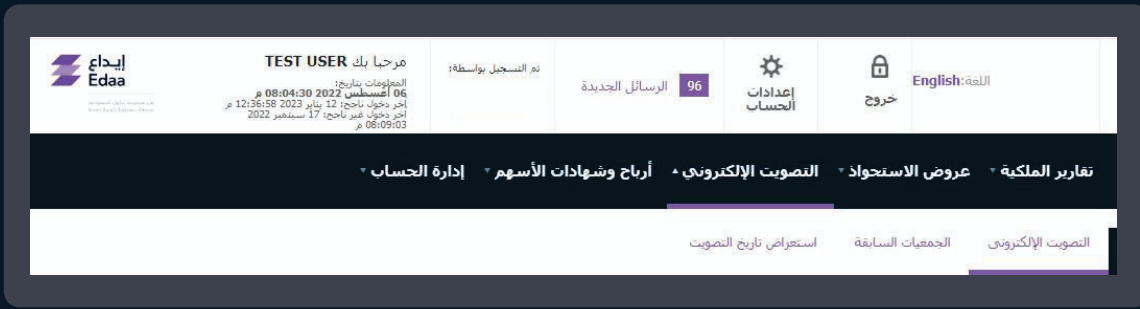 اللغة:English
خروج
إعدادات
الحساب
96 الرسائل الجديدة
تم التسجيل بواسطة:
مرحبا بك TEST USER
المعلومات بتاريخ:
06 أغسطس 2022 08:04:30 م
آخر دخول ناجح: 12 يناير 2023 12:36:58 م
آخر دخول غير ناجح: 17 سبتمبر 2022
08:09:03 م
إيداع
Edaa
تقارير الملكية عروض الاستحواذ التصويت الإلكتروني أرباح وشهادات الأسهم إدارة الحساب
التصويت الإلكترونى الجمعيات السابقة استعراض تاريخ التصويت